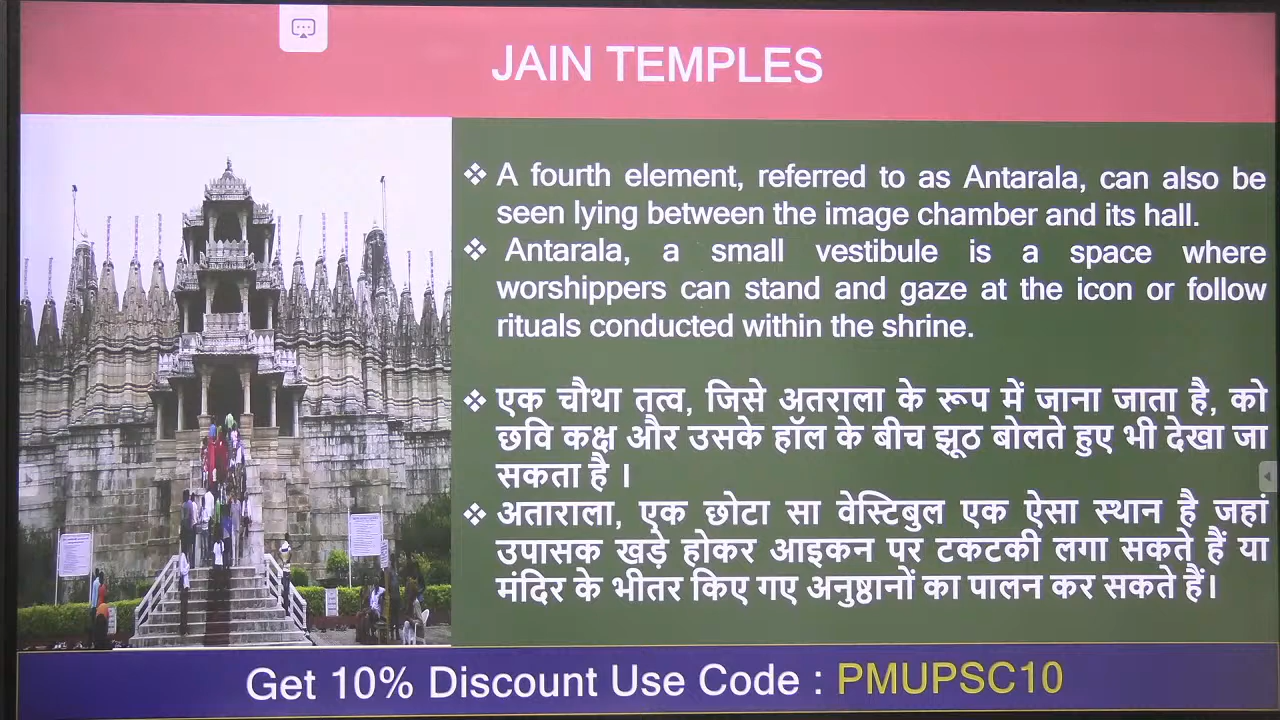 JAIN TEMPLES
❖ A fourth element, referred to as Antarala, can also be
seen lying between the image chamber and its hall.
❖ Antarala, a small vestibule is a space where
worshippers can stand and gaze at the icon or follow
rituals conducted within the shrine.
❖ एक चौथा तत्व, जिसे अतराला के रूप में जाना जाता है, को
छवि कक्ष और उसके हॉल के बीच झूठ बोलते हुए भी देखा जा
सकता है ।
❖ अताराला, एक छोटा सा वेस्टिबुल एक ऐसा स्थान है जहां
उपासक खड़े होकर आइकन पर टकटकी लगा सकते हैं या
मंदिर के भीतर किए गए अनुष्ठानों का पालन कर सकते हैं।
Get 10% Discount Use Code : PMUPSC10